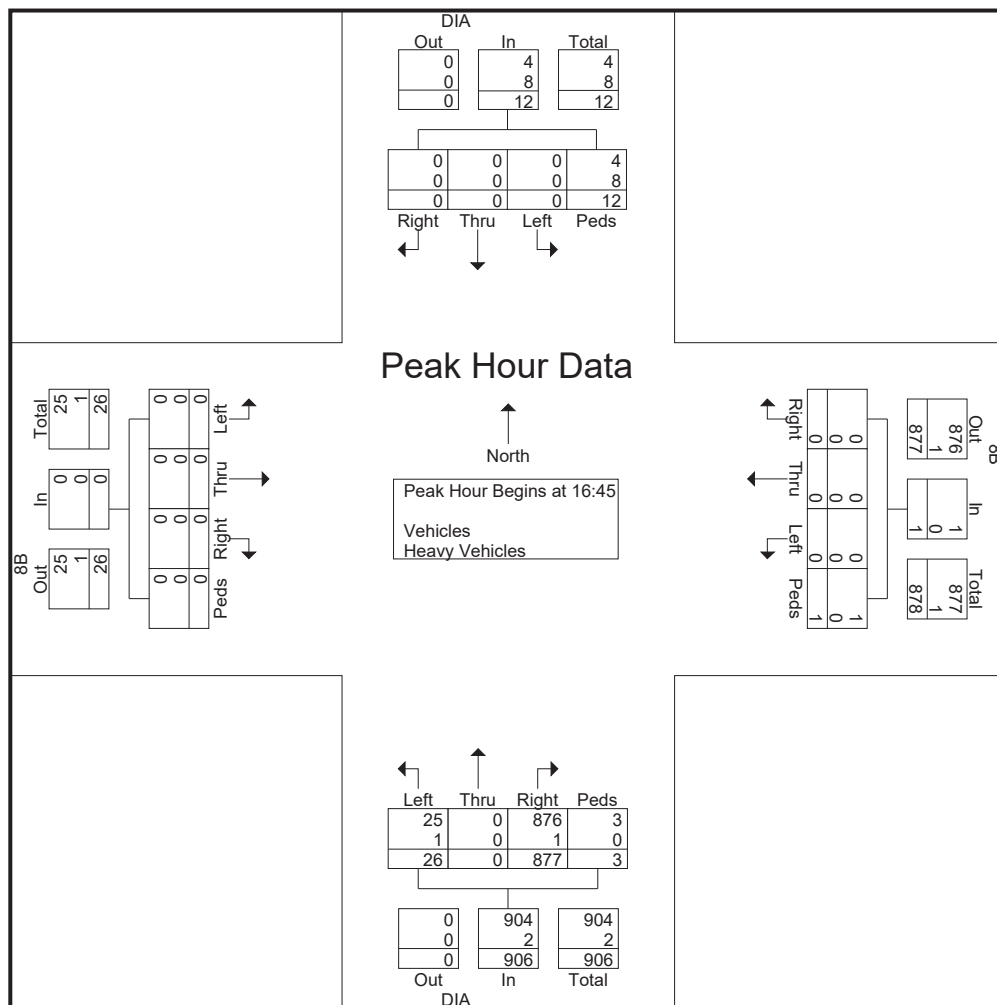 DIA
Out In Total
0 4 4
0 8 8
0 12 12
0 0 0 4
0 0 0 8
0 0 0 12
Right Thru Left Peds
Peak Hour Data
North
Peak Hour Begins at 16:45
Vehicles
Heavy Vehicles
8B
Out In Total
25 0 25
1 0 1
26 0 26
Left Thru Right Peds
0 0 0 0
0 0 0 0
0 0 0 0
8B
Out In Total
876 1 877
1 0 1
877 1 878
Right Thru Left Peds
0 0 0 1
0 0 0 0
0 0 0 1
Left Thru Right Peds
25 0 876 3
1 0 1 0
26 0 877 3
0 904 904
0 2 2
0 906 906
Out In Total
DIA